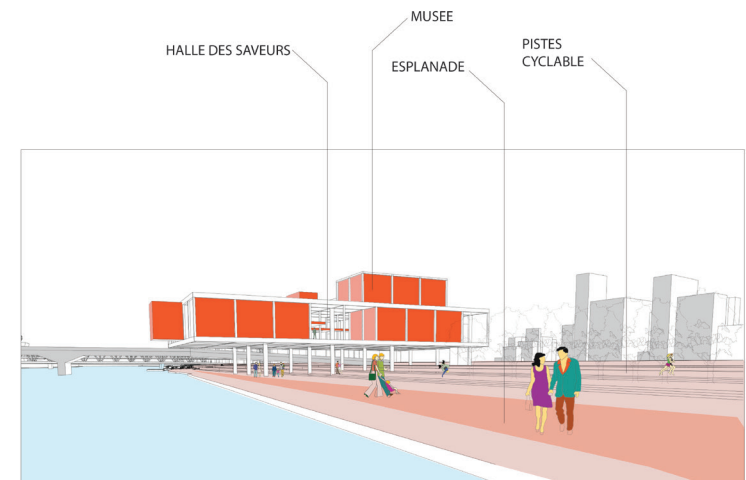 MUSEE
HALLE DES SAVEURS
ESPLANADE
PISTES
CYCLABLE